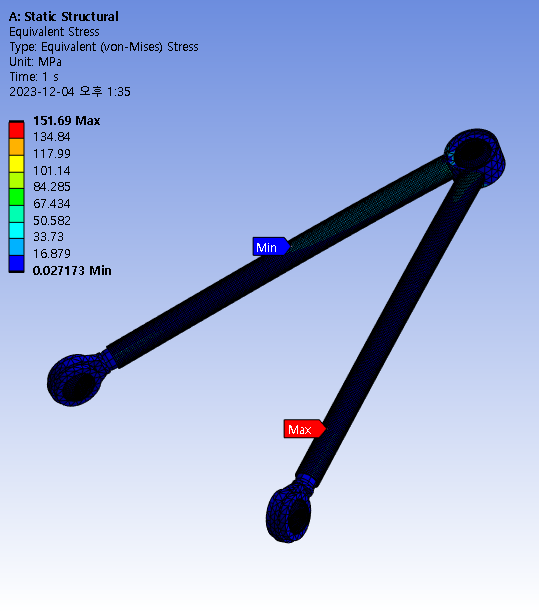 A: Static Structural
Equivalent Stress
Type: Equivalent (von-Mises) Stress
Unit: MPa
Time: 1 s
2023-12-04 오후 1:35
151.69 Max
134.84
117.99
101.14
84.285
67.434
50.582
33.73
16.879
0.027173 Min
Min
Max